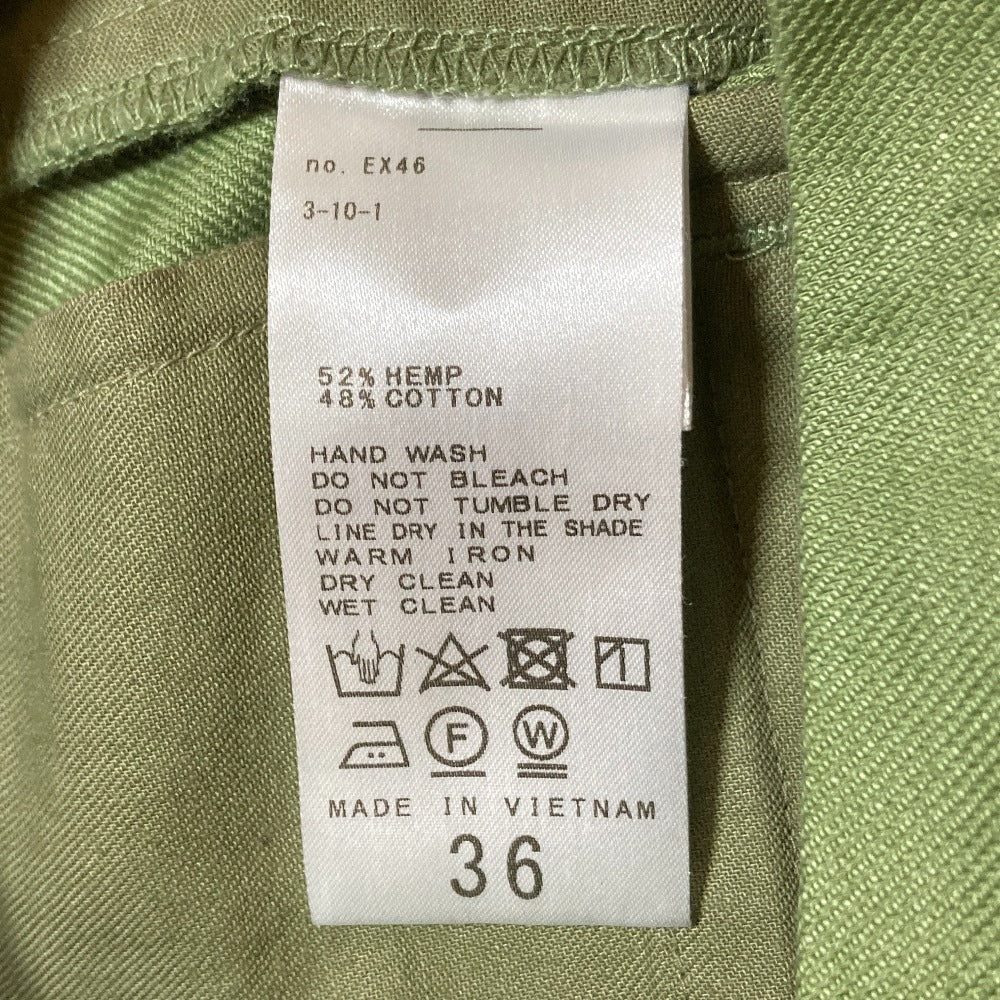 no. EX46
3-10-1
52% HEMP
48% COTTON
HAND WASH
DO NOT BLEACH
DO NOT TUMBLE DRY
LINE DRY IN THE SHADE
WARM IRON
DRY CLEAN
WET CLEAN
F W
MADE IN VIETNAM
36